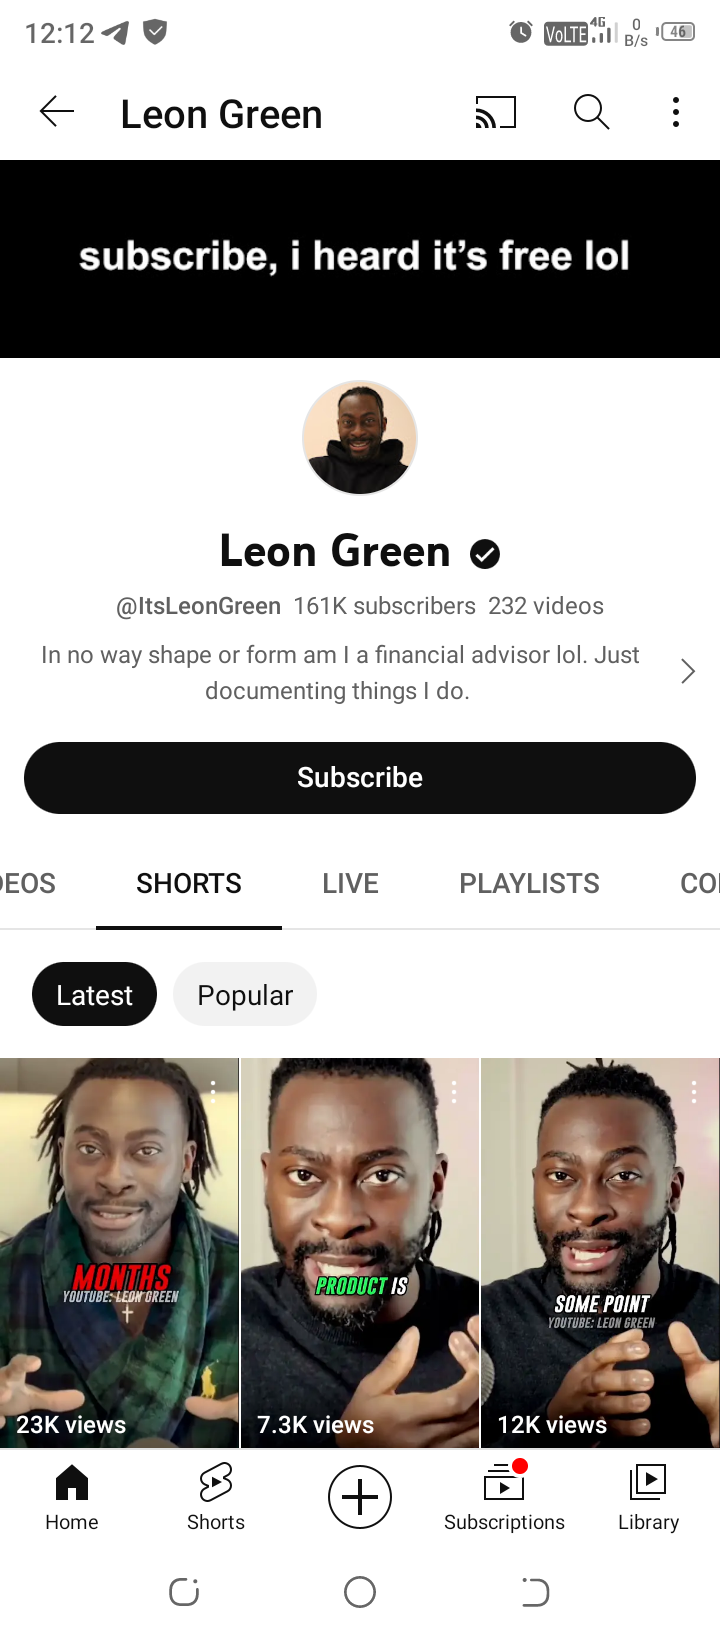 12:12
VoLTE 4G 0 B/s 46
Leon Green
subscribe, i heard it's free lol
Leon Green
@ItsLeonGreen 161K subscribers 232 videos
In no way shape or form am I a financial advisor lol. Just
documenting things I do.
Subscribe
DEOS SHORTS LIVE PLAYLISTS CO
Latest Popular
MONTHS
YOUTUBE: LEON GREEN
23K views
PRODUCT IS
7.3K views
SOME POINT
YOUTUBE: LEON GREEN
12K views
Home Shorts Subscriptions Library